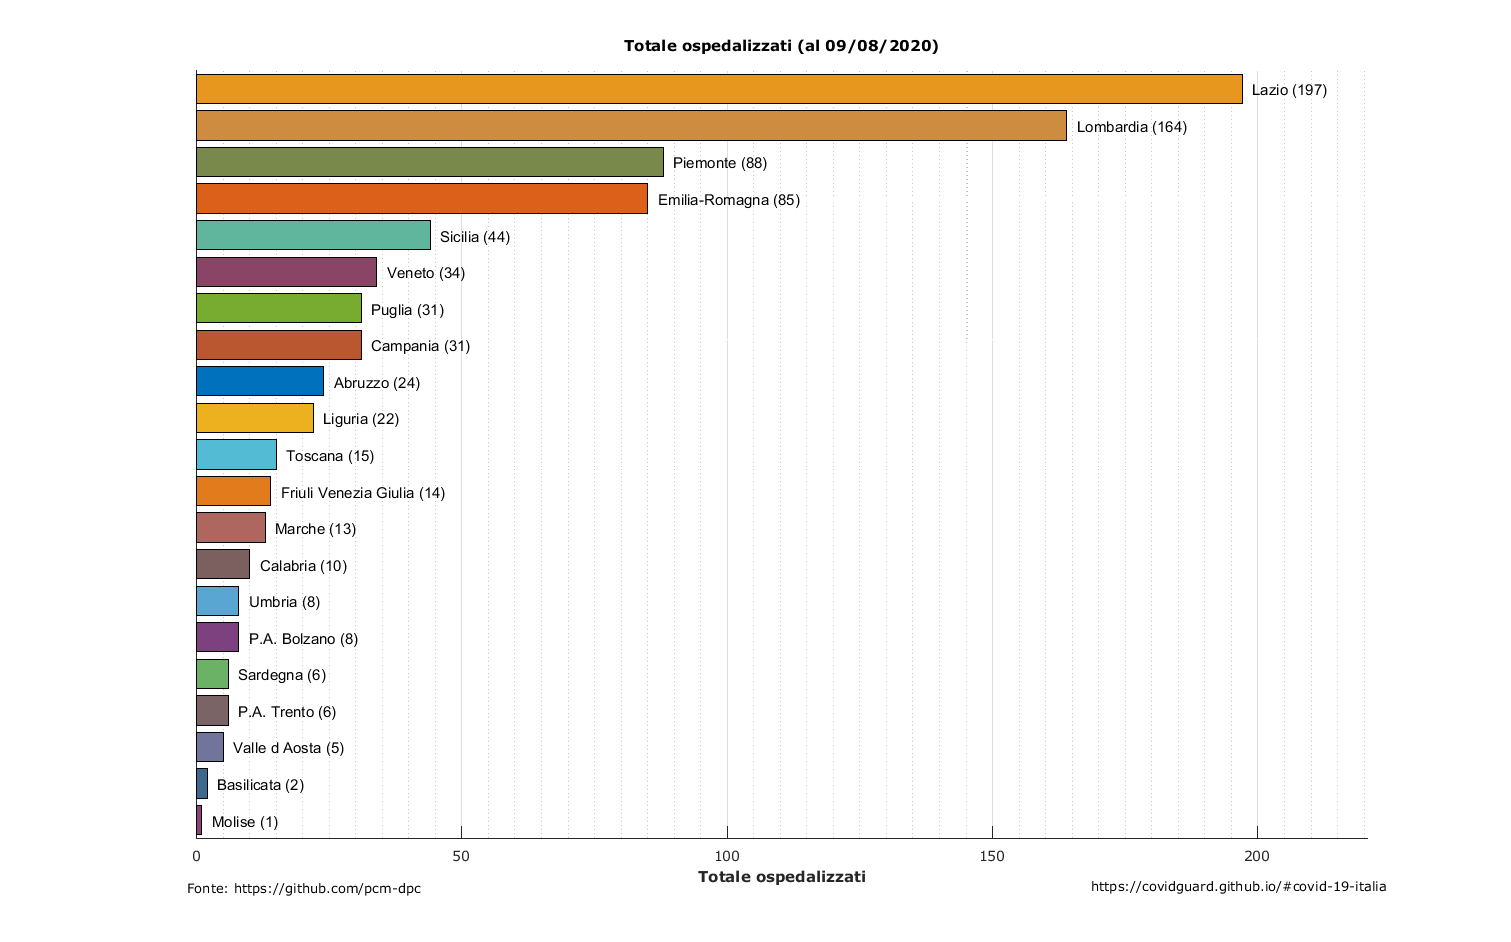 Totale ospedalizzati (al 09/08/2020)
Lazio (197)
Lombardia (164)
Piemonte (88)
Emilia-Romagna (85)
Sicilia (44)
Veneto (34)
Puglia (31)
Campania (31)
Abruzzo (24)
Liguria (22)
Toscana (15)
Friuli Venezia Giulia (14)
Marche (13)
Calabria (10)
Umbria (8)
P.A. Bolzano (8)
Sardegna (6)
P.A. Trento (6)
Valle d Aosta (5)
Basilicata (2)
Molise (1)
0 50 100 150 200
Totale ospedalizzati
Fonte: https://github.com/pcm-dpc
https://covidguard.github.io/#covid-19-italia